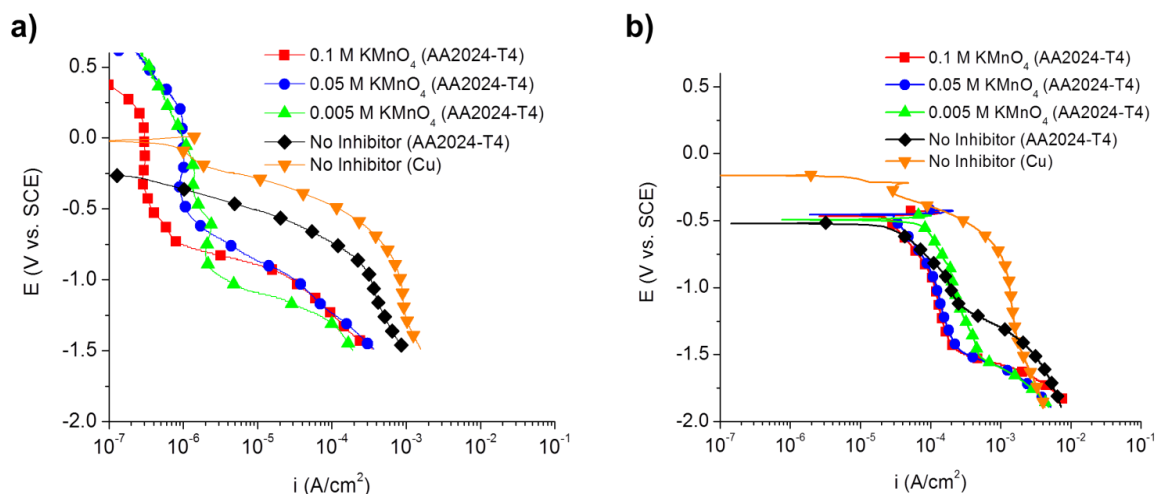 a)
0.1 M KMnO₄ (AA2024-T4)
0.05 M KMnO₄ (AA2024-T4)
0.005 M KMnO₄ (AA2024-T4)
No Inhibitor (AA2024-T4)
No Inhibitor (Cu)
E (V vs. SCE)
0.5
0.0
-0.5
-1.0
-1.5
-2.0
10⁻⁷ 10⁻⁶ 10⁻⁵ 10⁻⁴ 10⁻³ 10⁻² 10⁻¹
i (A/cm²)
b)
0.1 M KMnO₄ (AA2024-T4)
0.05 M KMnO₄ (AA2024-T4)
0.005 M KMnO₄ (AA2024-T4)
No Inhibitor (AA2024-T4)
No Inhibitor (Cu)
E (V vs. SCE)
0.5
0.0
-0.5
-1.0
-1.5
-2.0
10⁻⁷ 10⁻⁶ 10⁻⁵ 10⁻⁴ 10⁻³ 10⁻² 10⁻¹
i (A/cm²)